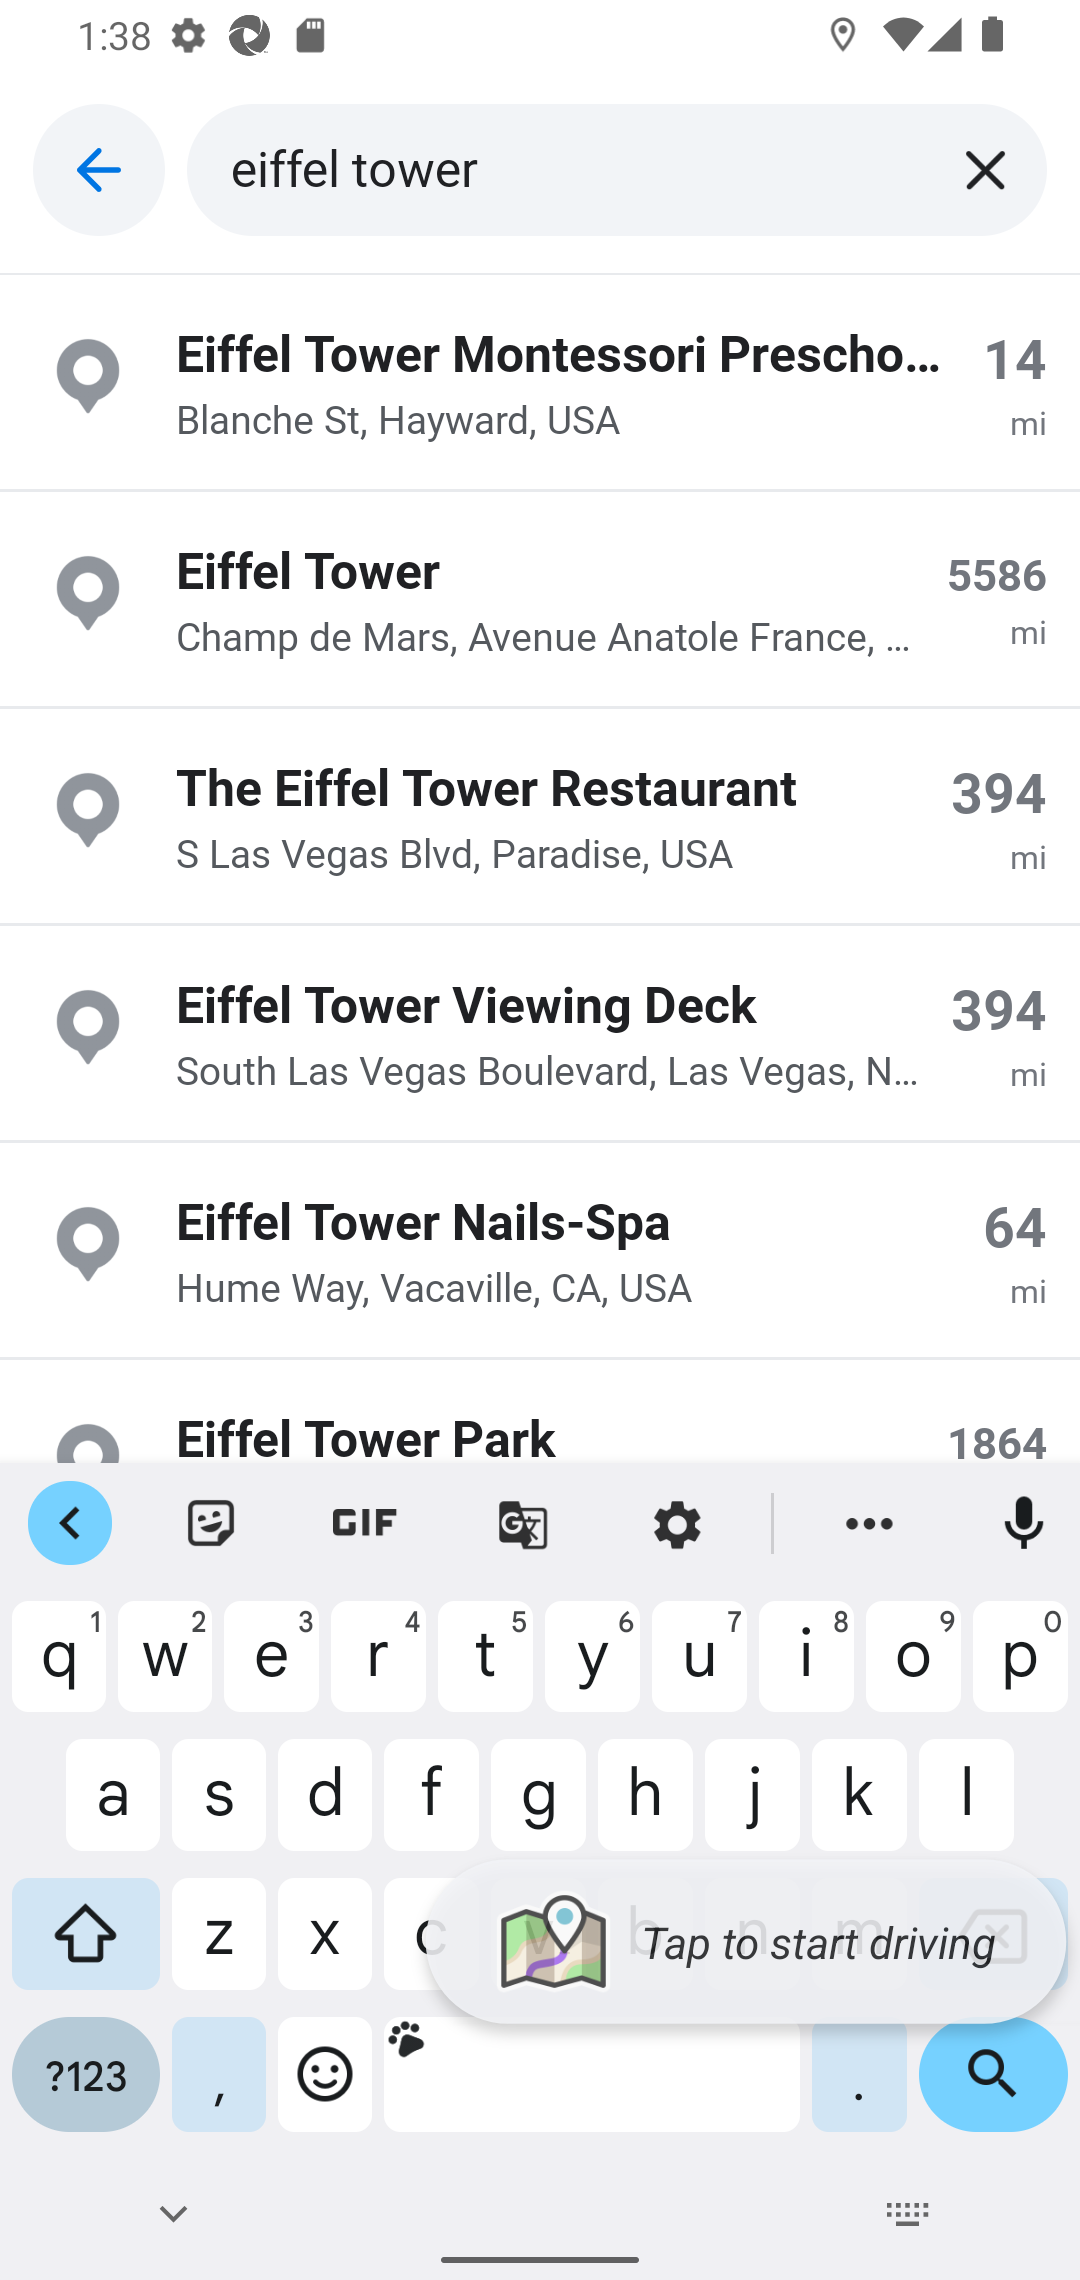 1:38
eiffel tower
Eiffel Tower Montessori Prescho...
14
Blanche St, Hayward, USA
mi
Eiffel Tower
5586
Champ de Mars, Avenue Anatole France, ...
mi
The Eiffel Tower Restaurant
394
S Las Vegas Blvd, Paradise, USA
mi
Eiffel Tower Viewing Deck
394
South Las Vegas Boulevard, Las Vegas, N...
mi
Eiffel Tower Nails-Spa
64
Hume Way, Vacaville, CA, USA
mi
Eiffel Tower Park
1864
GIF
q1 w2 e3 r4 t5 y6 u7 i8 o9 p0
a s d f g h j k l
z x c v b n m
Tap to start driving
?123 , .